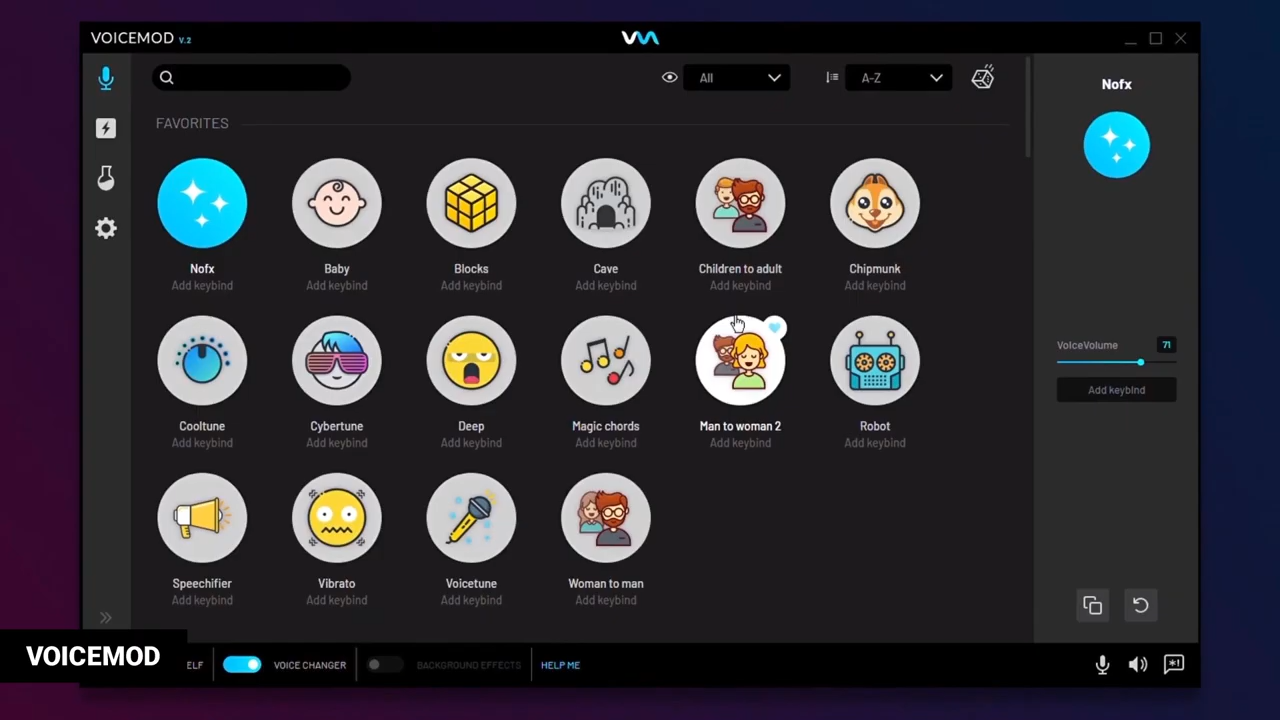 VOICEMOD V.2
All
A-Z
Nofx
FAVORITES
Nofx
Add keybind
Baby
Add keybind
Blocks
Add keybind
Cave
Add keybind
Children to adult
Add keybind
Chipmunk
Add keybind
Cooltune
Add keybind
Cybertune
Add keybind
Deep
Add keybind
Magic chords
Add keybind
Man to woman 2
Add keybind
Robot
Add keybind
VoiceVolume 71
Add keybind
Speechifier
Add keybind
Vibrato
Add keybind
Voicetune
Add keybind
Woman to man
Add keybind
VOICEMOD
ELF VOICE CHANGER BACKGROUND EFFECTS HELP ME